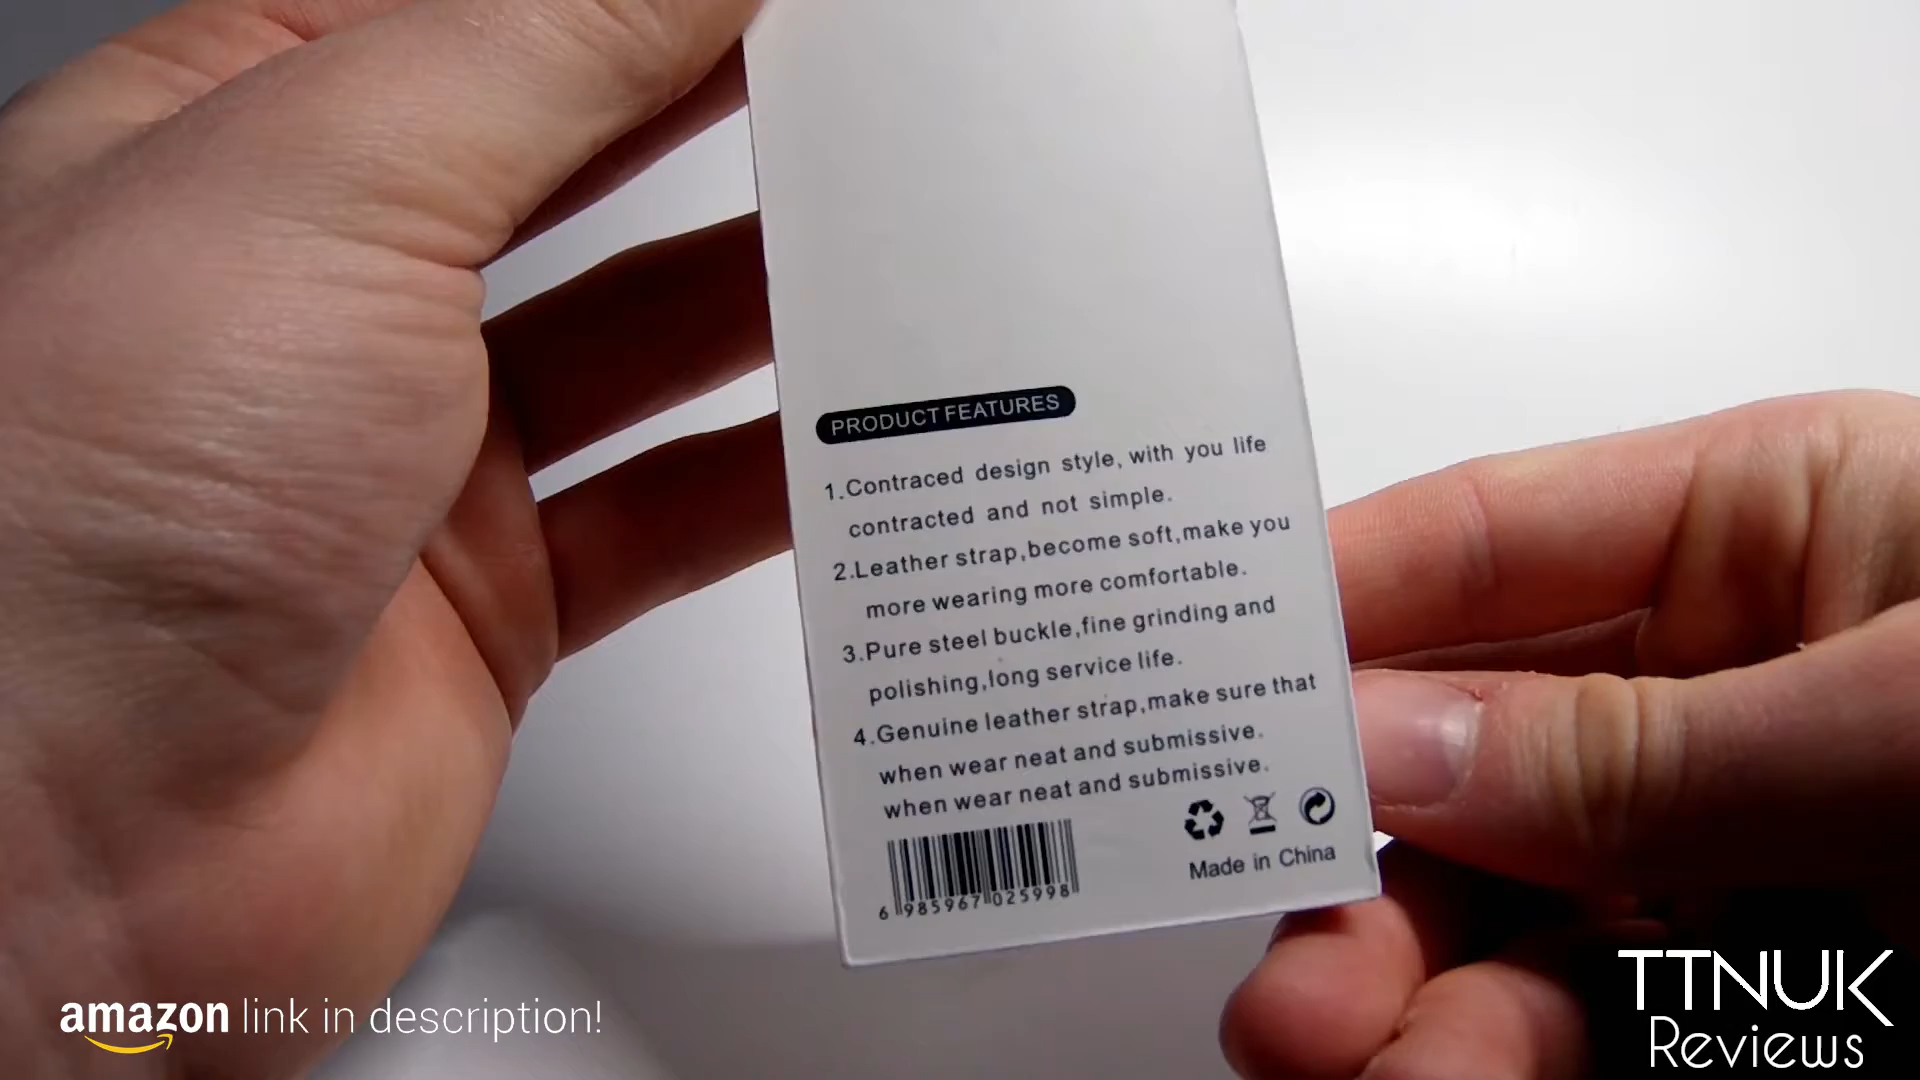 PRODUCT FEATURES
1.Contraced design style, with you life
contracted and not simple.
2.Leather strap,become soft,make you
more wearing more comfortable.
3.Pure steel buckle,fine grinding and
polishing,long service life.
4.Genuine leather strap,make sure that
when wear neat and submissive.
when wear neat and submissive.
6 985967 025998
Made in China
amazon link in description!
TTNUK
Reviews